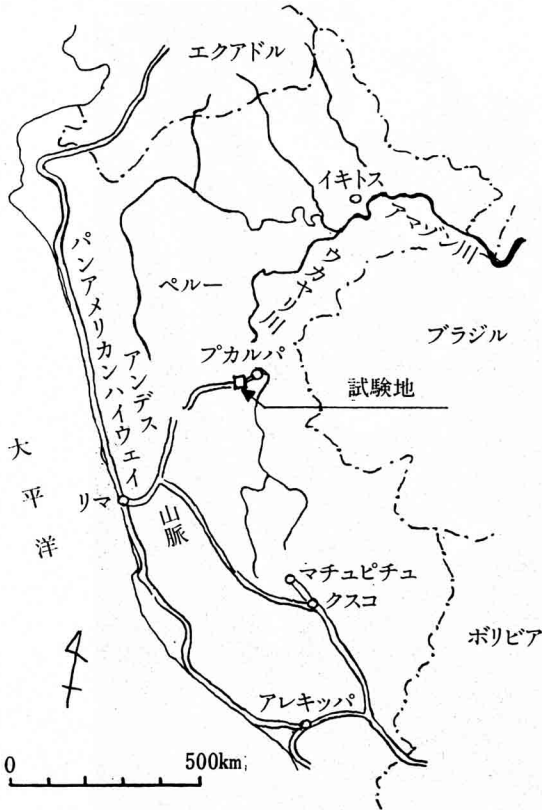 エクアドル
イキトス
アマゾン川
ウカヤリ川
ペルー
パンアメリカンハイウェイ
アンデス
山脈
ブラジル
プカルパ
試験地
大平洋
リマ
マチュピチュ
クスコ
ボリビア
アレキッパ
0 500km